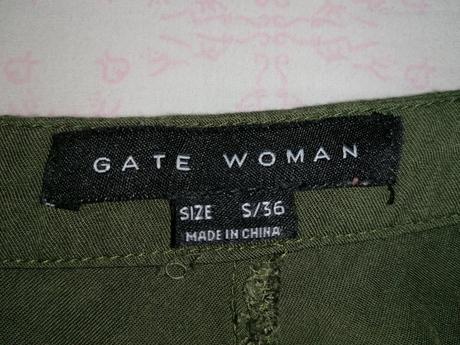 GATE WOMAN
SIZE S/36
MADE IN CHINA